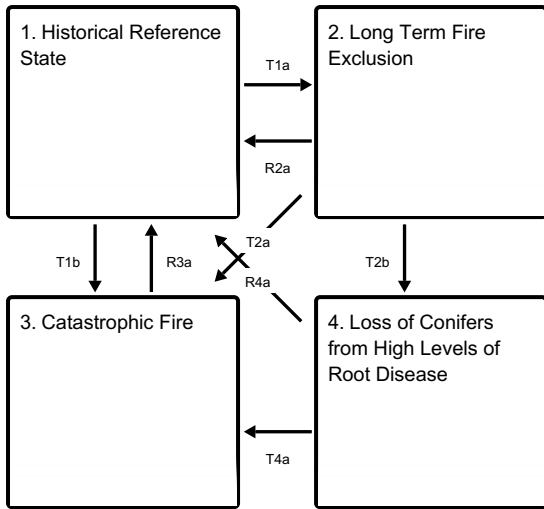 1. Historical Reference
State
2. Long Term Fire
Exclusion
T1a
R2a
T1b
R3a
T2a
R4a
T2b
3. Catastrophic Fire
4. Loss of Conifers
from High Levels of
Root Disease
T4a